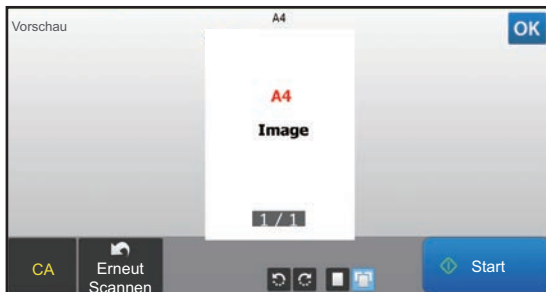 Vorschau
A4
OK
A4
Image
1 / 1
CA
Erneut
Scannen
Start